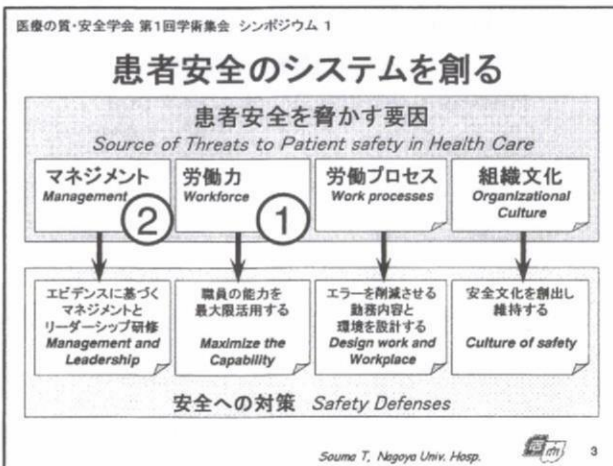 医療の質・安全学会 第1回学術集会 シンポジウム 1
患者安全のシステムを創る
患者安全を脅かす要因
Source of Threats to Patient safety in Health Care
マネジメント
Management
②
労働力
Workforce
①
労働プロセス
Work processes
組織文化
Organizational
Culture
エビデンスに基づく
マネジメントと
リーダーシップ研修
Management and
Leadership
職員の能力を
最大限活用する
Maximize the
Capability
エラーを削減させる
勤務内容と
環境を設計する
Design work and
Workplace
安全文化を創出し
維持する
Culture of safety
安全への対策 Safety Defenses
Souma T, Nagoya Univ. Hosp.
3